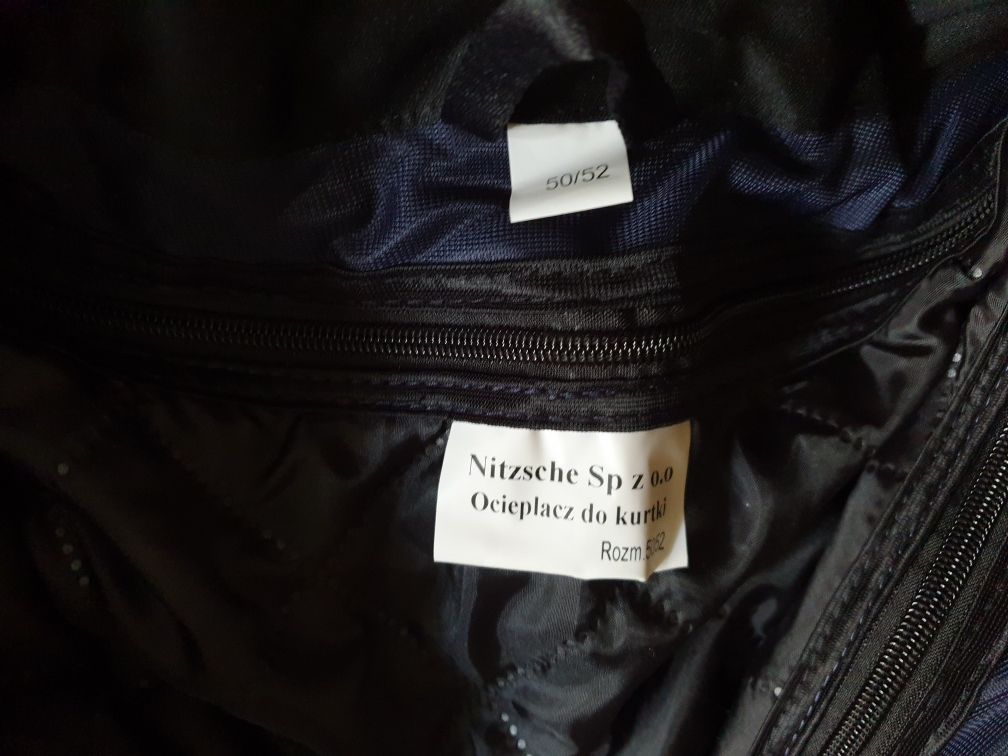 50/52
Nitzsche Sp z o.o
Ocieplacz do kurtki
Rozm.50/52